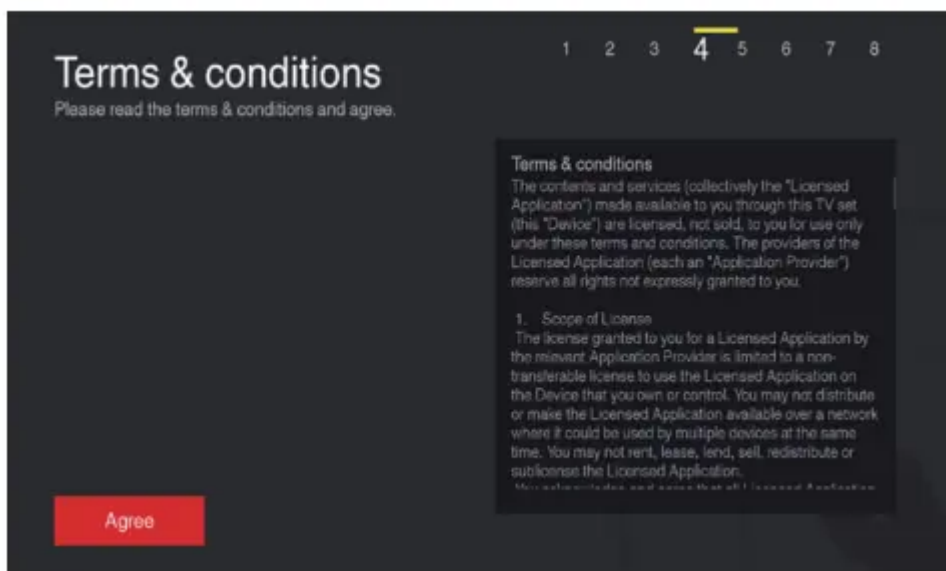 1 2 3 4 5 6 7 8
Terms & conditions
Please read the terms & conditions and agree.
Terms & conditions
The contents and services (collectively the "Licensed
Application") made available to you through this TV set
(this "Device") are licensed, not sold, to you for use only
under these terms and conditions. The providers of the
Licensed Application (each an "Application Provider")
reserve all rights not expressly granted to you.
1. Scope of License
The license granted to you for a Licensed Application by
the relevant Application Provider is limited to a non-
transferable license to use the Licensed Application on
the Device that you own or control. You may not distribute
or make the Licensed Application available over a network
where it could be used by multiple devices at the same
time. You may not rent, lease, lend, sell, redistribute or
sublicense the Licensed Application.
Agree